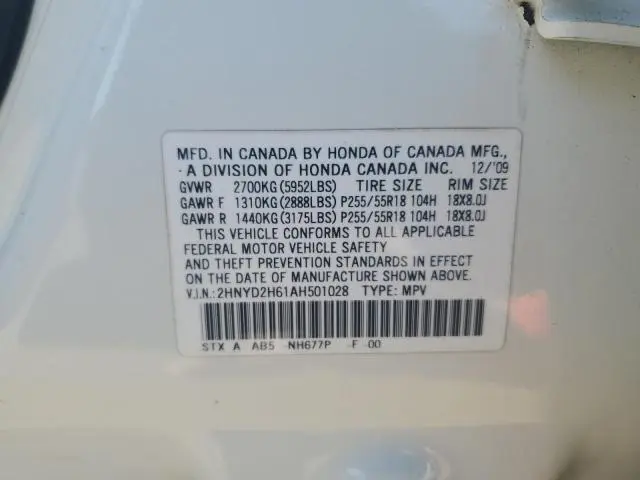 MFD. IN CANADA BY HONDA OF CANADA MFG.,
A DIVISION OF HONDA CANADA INC. 12/'09
GVWR 2700KG (5952LBS) TIRE SIZE RIM SIZE
GAWR F 1310KG (2888LBS) P255/55R18 104H 18X8.0J
GAWR R 1440KG (3175LBS) P255/55R18 104H 18X8.0J
THIS VEHICLE CONFORMS TO ALL APPLICABLE
FEDERAL MOTOR VEHICLE SAFETY
AND THEFT PREVENTION STANDARDS IN EFFECT
ON THE DATE OF MANUFACTURE SHOWN ABOVE.
V.I.N.: 2HNYD2H61AH501028 TYPE: MPV
STX A AB5 NH677P -F -00